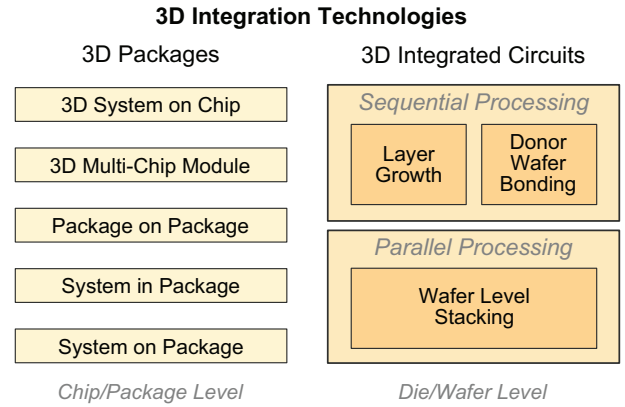 3D Integration Technologies
3D Packages
3D System on Chip
3D Multi-Chip Module
Package on Package
System in Package
System on Package
Chip/Package Level
3D Integrated Circuits
Sequential Processing
Layer
Growth
Donor
Wafer
Bonding
Parallel Processing
Wafer Level
Stacking
Die/Wafer Level